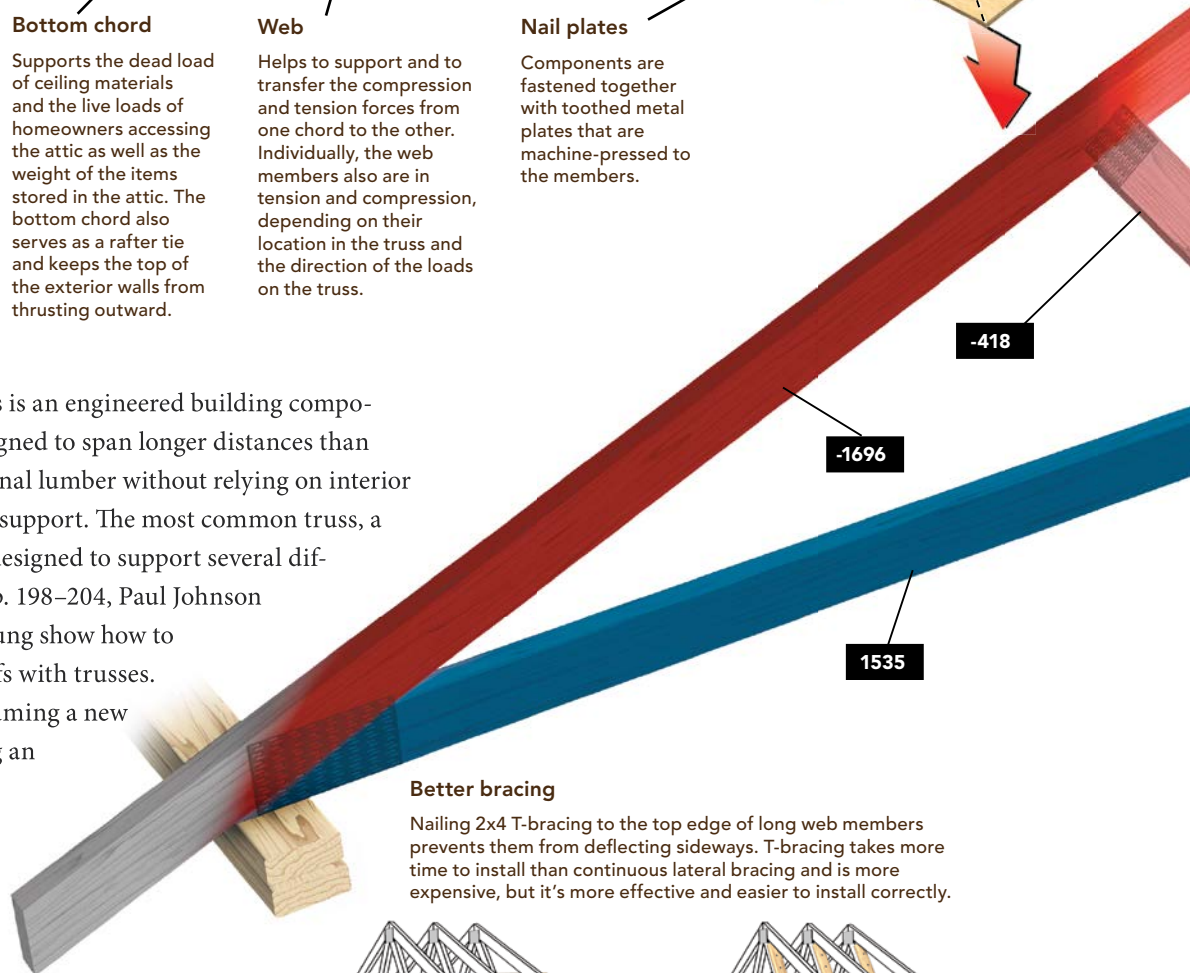 Bottom chord
Supports the dead load
of ceiling materials
and the live loads of
homeowners accessing
the attic as well as the
weight of the items
stored in the attic. The
bottom chord also
serves as a rafter tie
and keeps the top of
the exterior walls from
thrusting outward.
Web
Helps to support and to
transfer the compression
and tension forces from
one chord to the other.
Individually, the web
members also are in
tension and compression,
depending on their
location in the truss and
the direction of the loads
on the truss.
Nail plates
Components are
fastened together
with toothed metal
plates that are
machine-pressed to
the members.
-418
-1696
1535
s is an engineered building compo-
gned to span longer distances than
nal lumber without relying on interior
support. The most common truss, a
esigned to support several dif-
. 198–204, Paul Johnson
ung show how to
fs with trusses.
ming a new
g an
Better bracing
Nailing 2x4 T-bracing to the top edge of long web members
prevents them from deflecting sideways. T-bracing takes more
time to install than continuous lateral bracing and is more
expensive, but it's more effective and easier to install correctly.